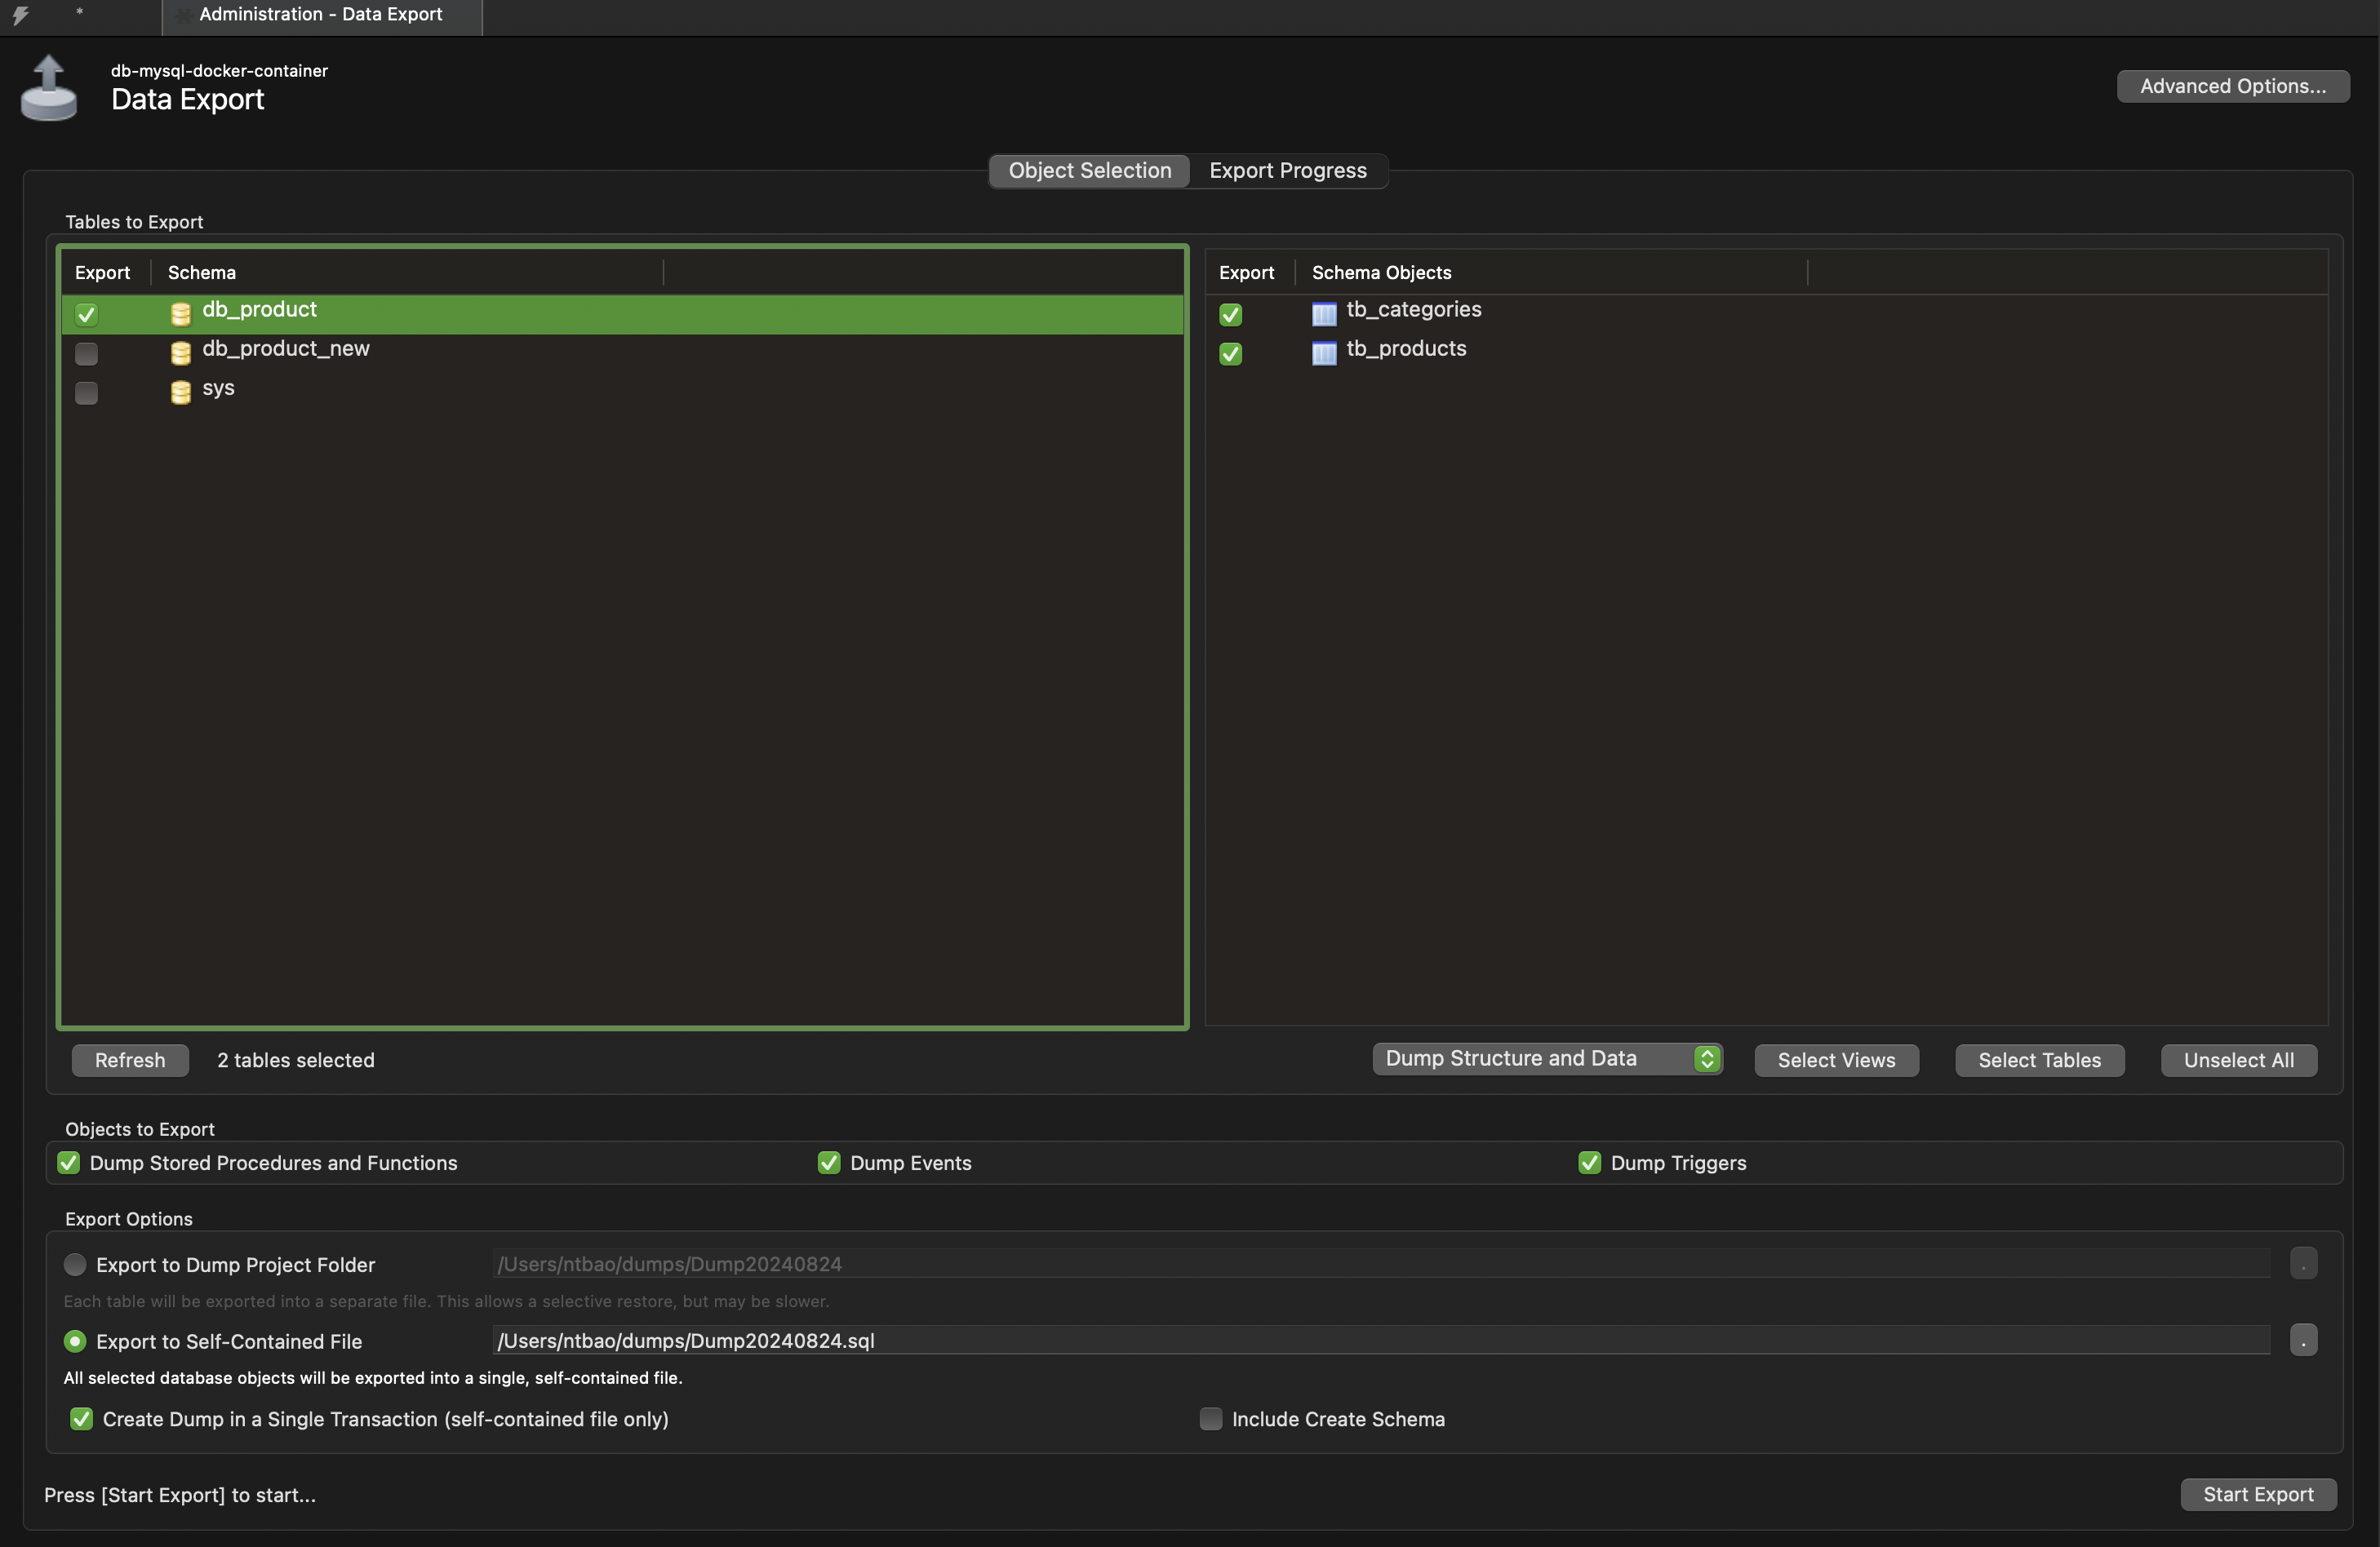 *
Administration - Data Export
db-mysql-docker-container
Data Export
Advanced Options...
Object Selection Export Progress
Tables to Export
Export Schema
db_product
db_product_new
sys
Export Schema Objects
tb_categories
tb_products
Refresh 2 tables selected Dump Structure and Data Select Views Select Tables Unselect All
Objects to Export
Dump Stored Procedures and Functions Dump Events Dump Triggers
Export Options
Export to Dump Project Folder /Users/ntbao/dumps/Dump20240824 .
Each table will be exported into a separate file. This allows a selective restore, but may be slower.
Export to Self-Contained File /Users/ntbao/dumps/Dump20240824.sql .
All selected database objects will be exported into a single, self-contained file.
Create Dump in a Single Transaction (self-contained file only) Include Create Schema
Press [Start Export] to start... Start Export